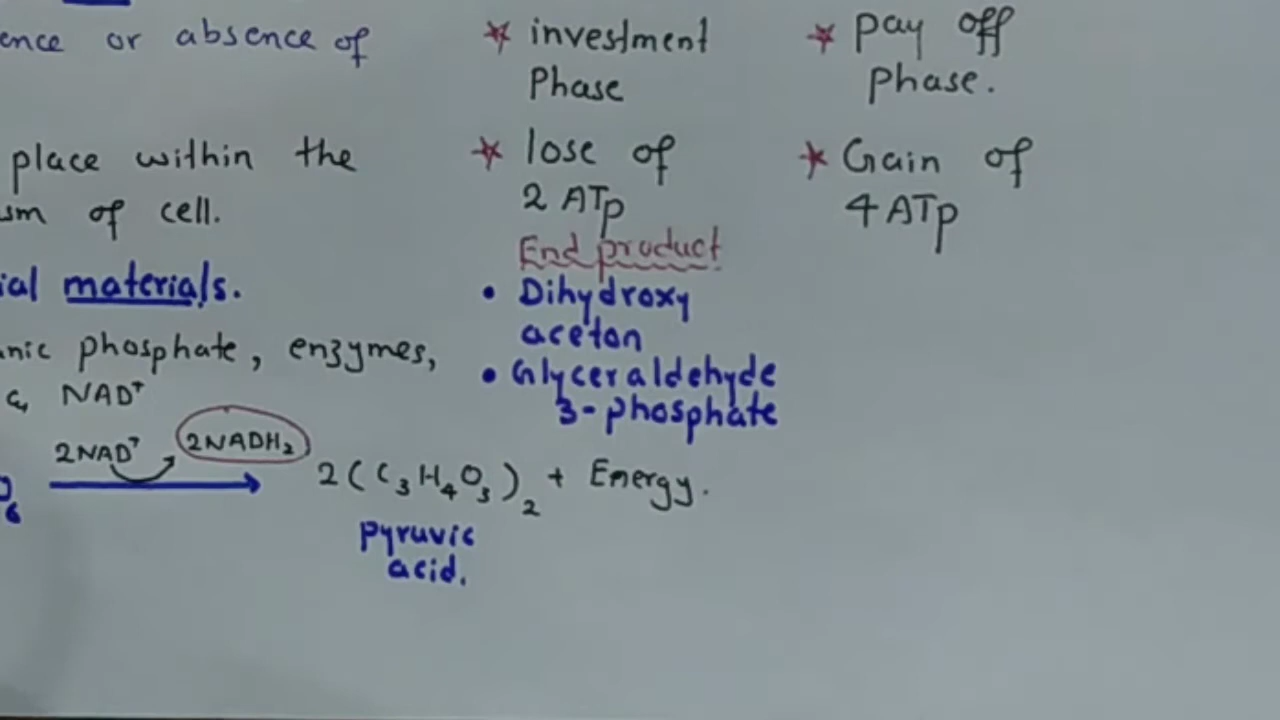 ence or absence of
place within the
sm of cell.
ial materials.
nic phosphate, enzymes,
NAD⁺
2NAD⁺ 2NADH₂
6 2(C₃H₄O₃)₂ + Energy.
Pyruvic
acid.
* investment
Phase
* lose of
2 ATp
End product
• Dihydroxy
aceton
• Glyceraldehyde
3-phosphate
* Pay off
Phase.
* Gain of
4 ATp